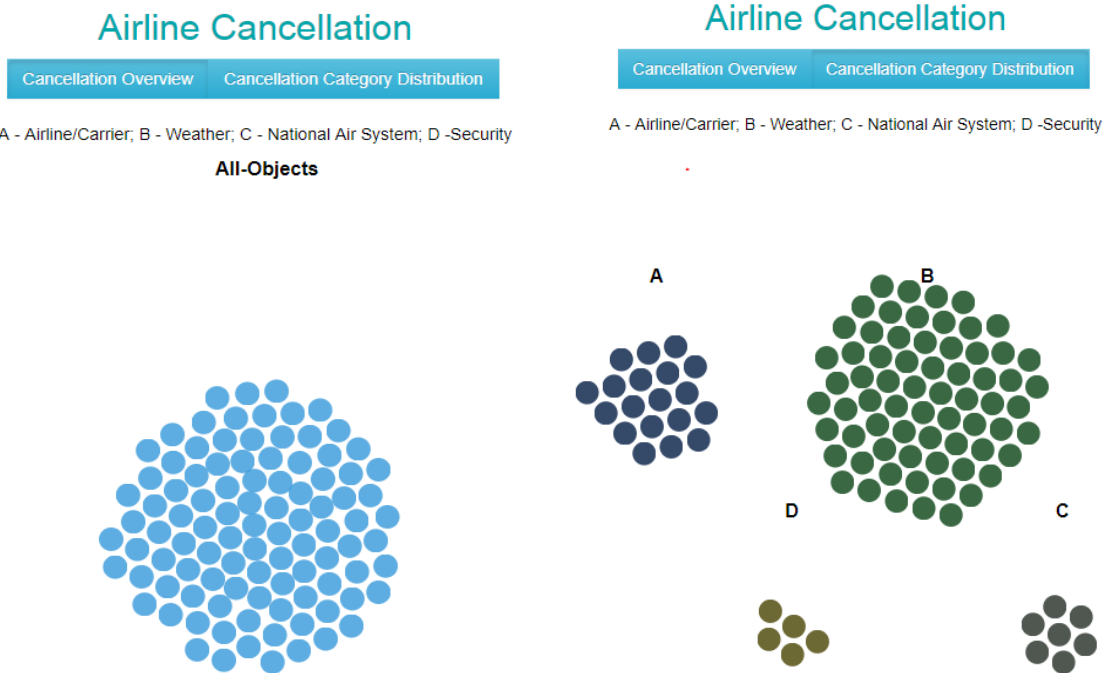 Airline Cancellation
Cancellation Overview Cancellation Category Distribution
A - Airline/Carrier; B - Weather; C - National Air System; D -Security
All-Objects
Airline Cancellation
Cancellation Overview Cancellation Category Distribution
A - Airline/Carrier; B - Weather; C - National Air System; D -Security
A B
D C